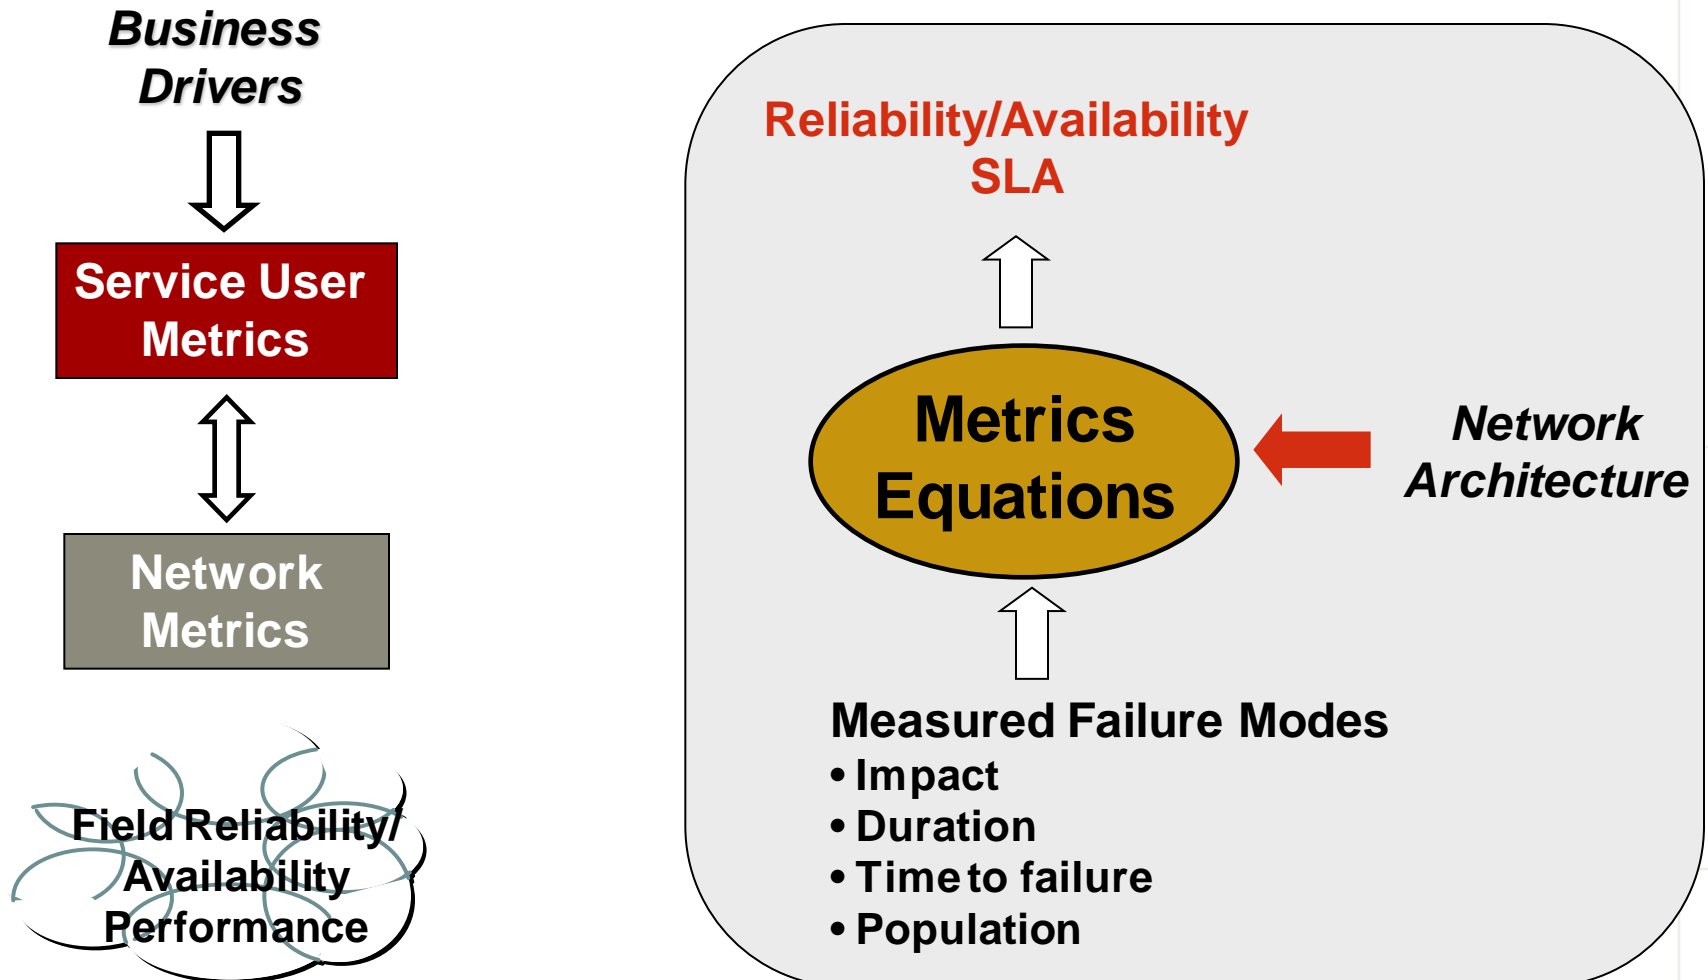 Business
Drivers
Service User
Metrics
Network
Metrics
Field Reliability/
Availability
Performance
Reliability/Availability
SLA
Metrics
Equations
Network
Architecture
Measured Failure Modes
• Impact
• Duration
• Time to failure
• Population